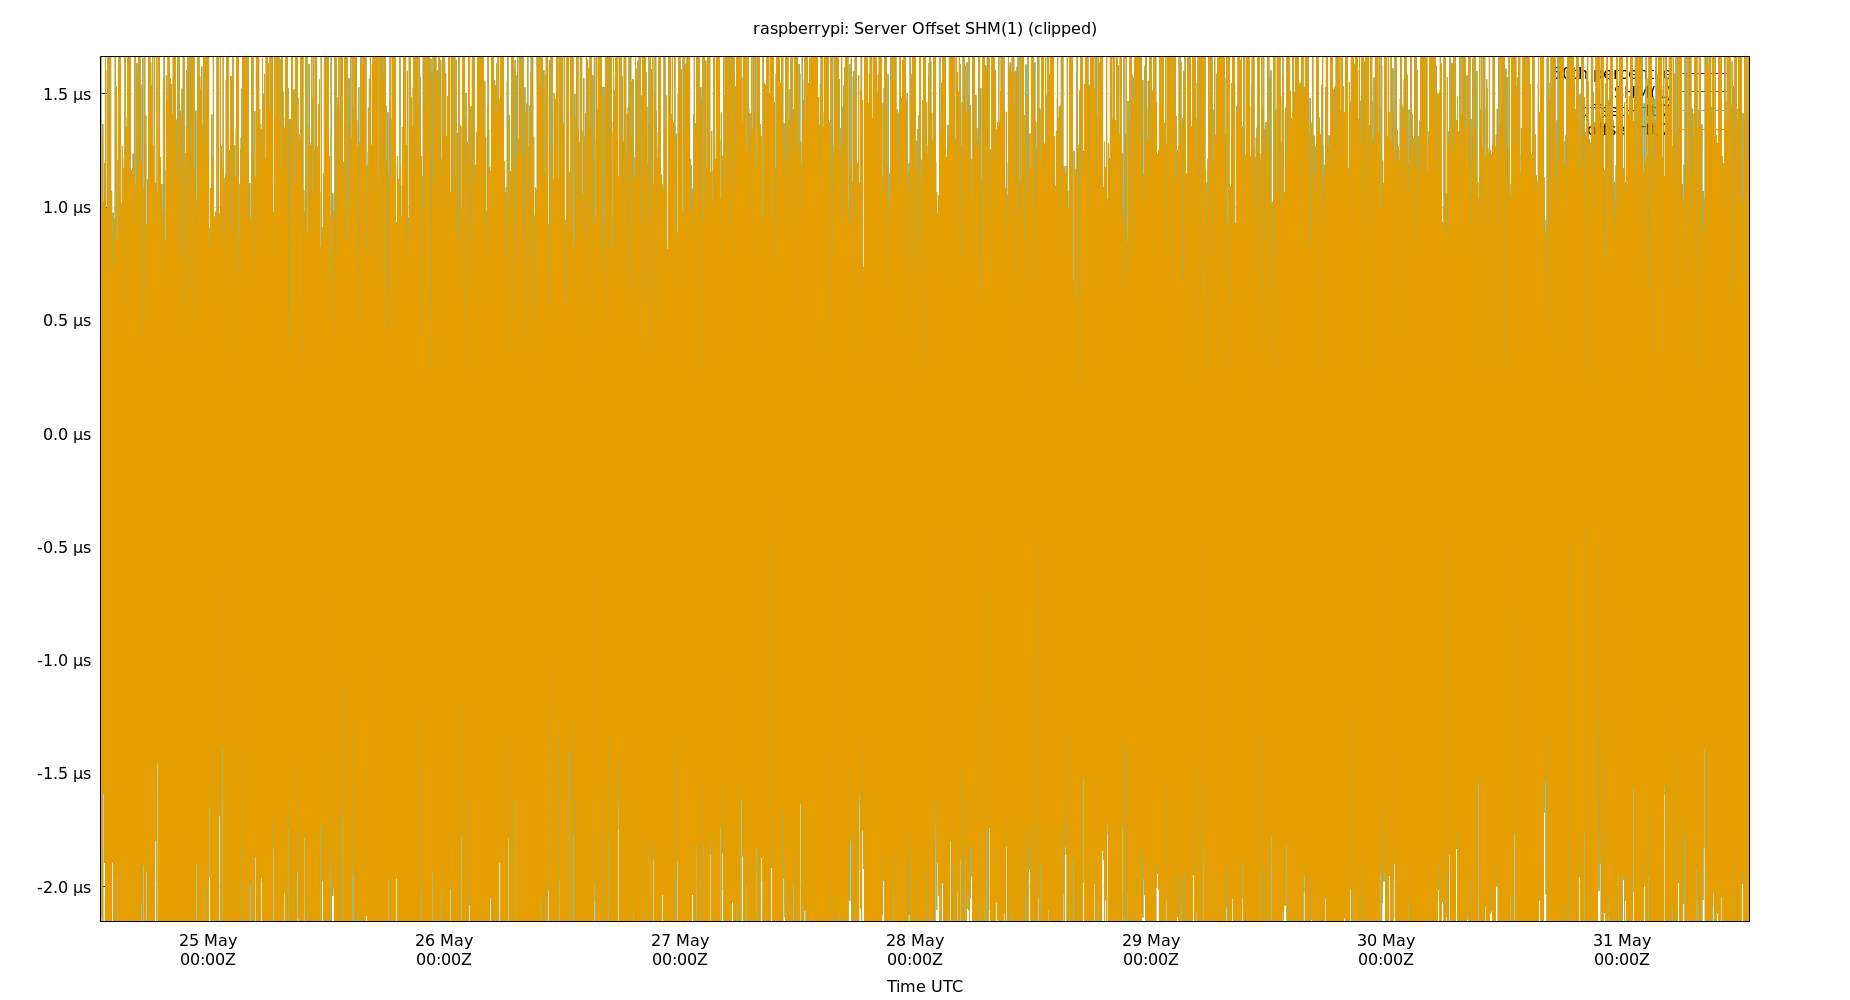 raspberrypi: Server Offset SHM(1) (clipped)
1.5 µs
1.0 µs
0.5 µs
0.0 µs
-0.5 µs
-1.0 µs
-1.5 µs
-2.0 µs
SHM(1)
25 May 26 May 27 May 28 May 29 May 30 May 31 May
00:00Z 00:00Z 00:00Z 00:00Z 00:00Z 00:00Z 00:00Z
Time UTC